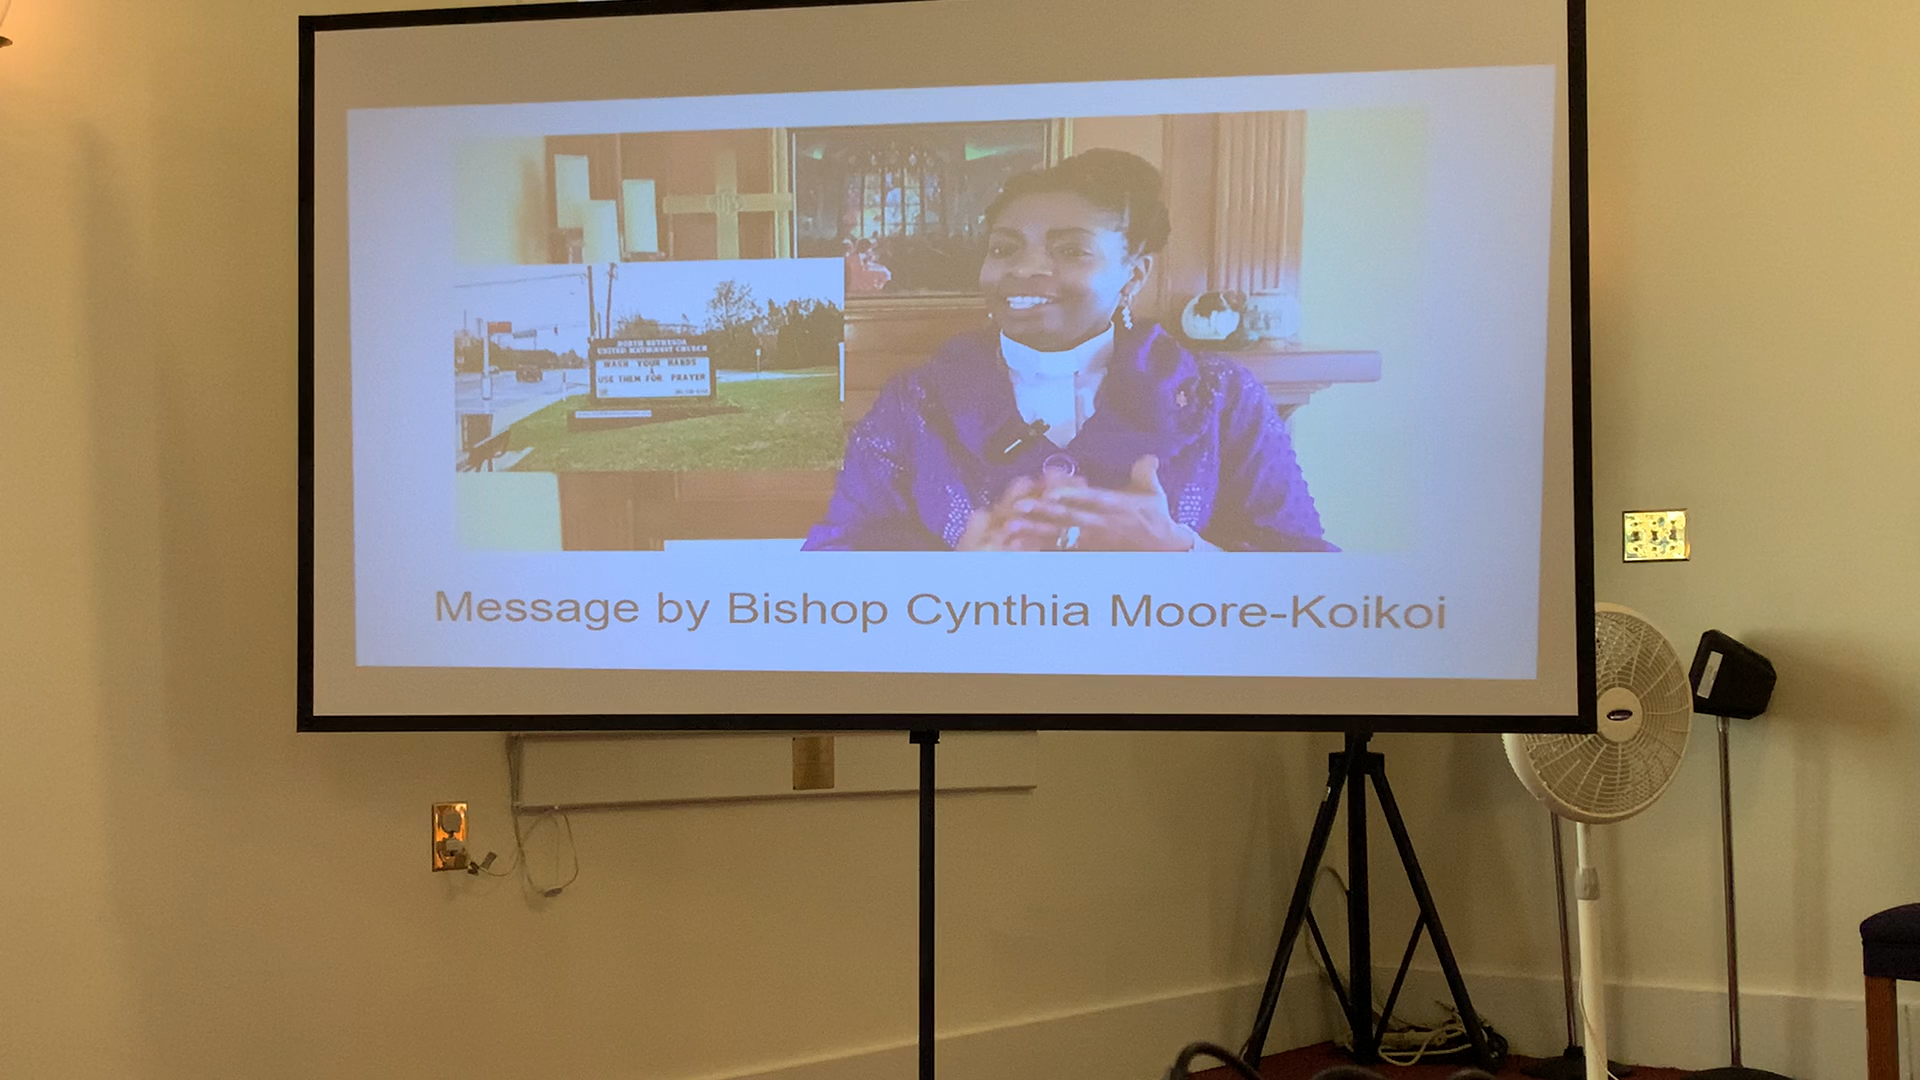 NORTH BETHESDA
UNITED METHODIST CHURCH
WASH YOUR HANDS
&
USE THEM FOR PRAYER
Message by Bishop Cynthia Moore-Koikoi